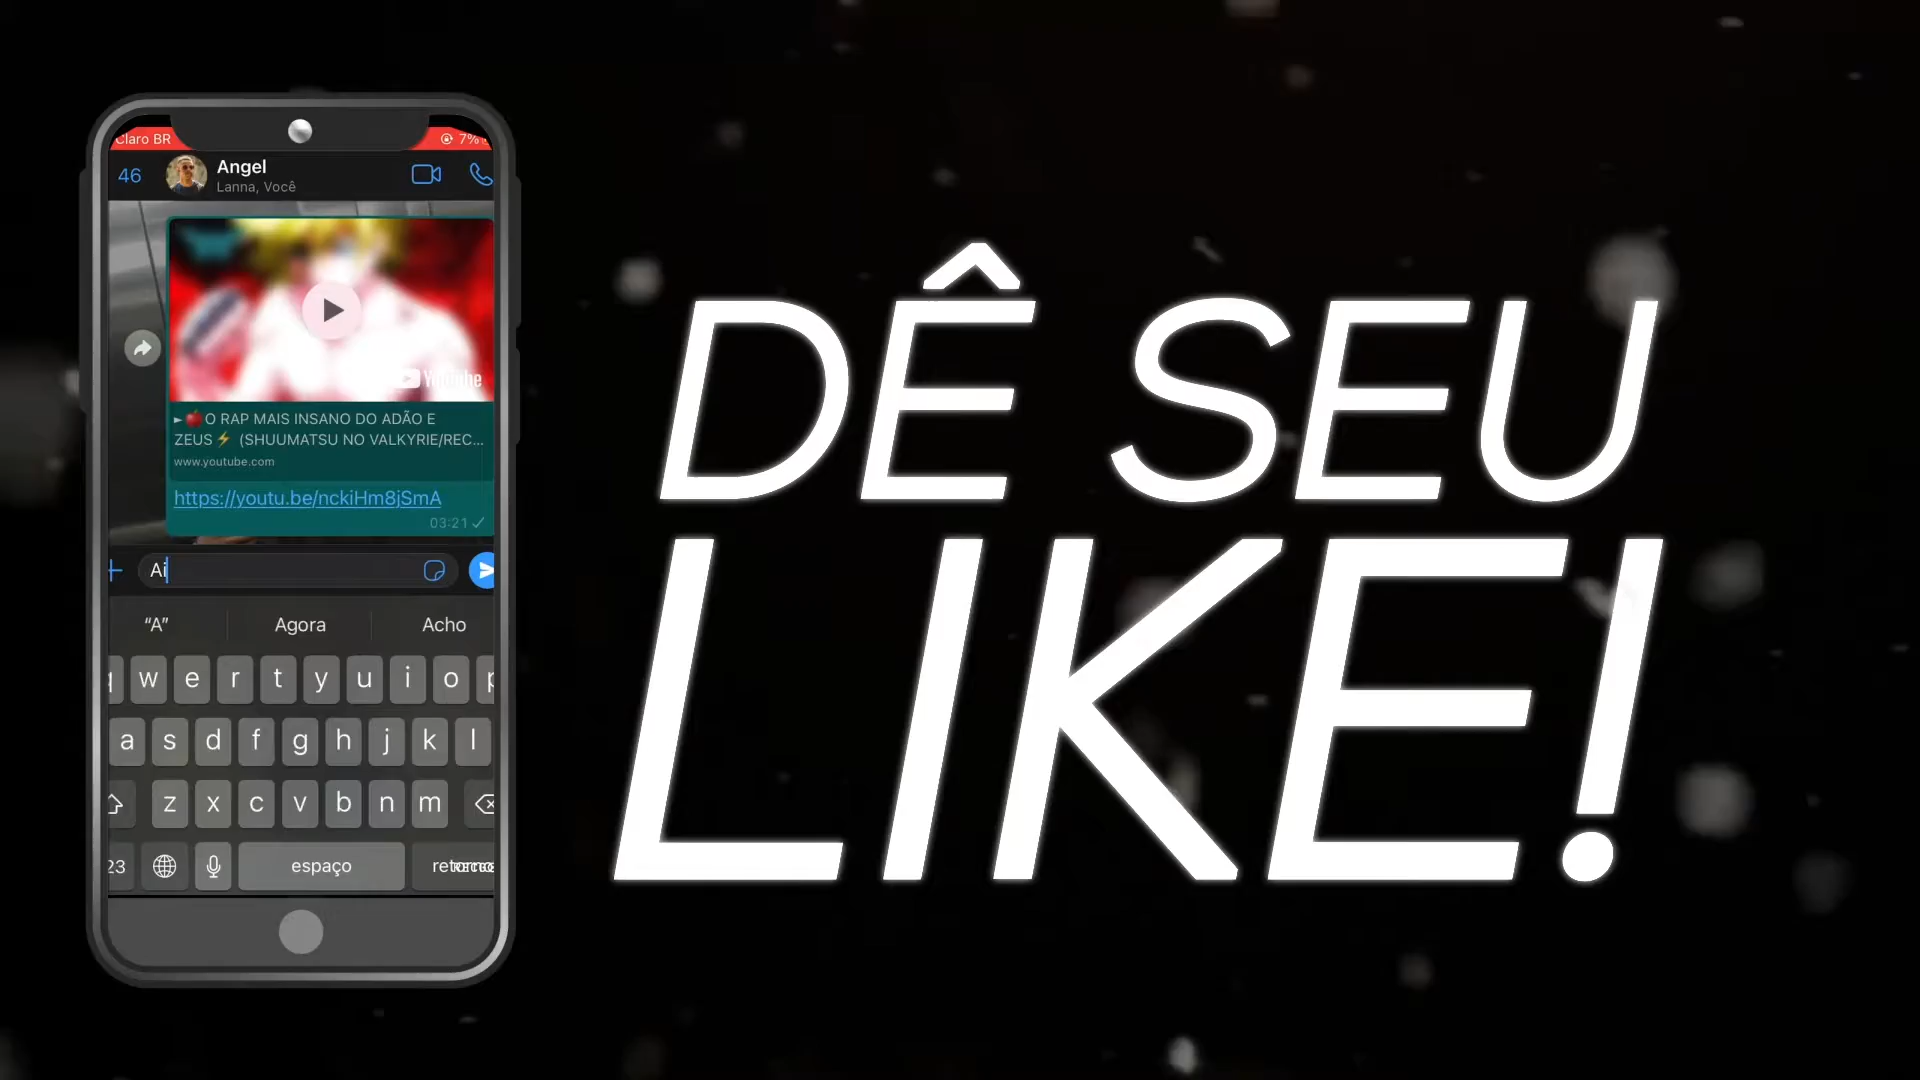 Claro BR
7%
46
Angel
Lanna, Você
YouTube
►🍎O RAP MAIS INSANO DO ADÃO E
ZEUS⚡ (SHUUMATSU NO VALKYRIE/REC...
www.youtube.com
https://youtu.be/nckiHm8jSmA
03:21
Ai
“A”
Agora
Acho
q w e r t y u i o p
a s d f g h j k l
z x c v b n m
23
espaço
DÊ SEU
LIKE!